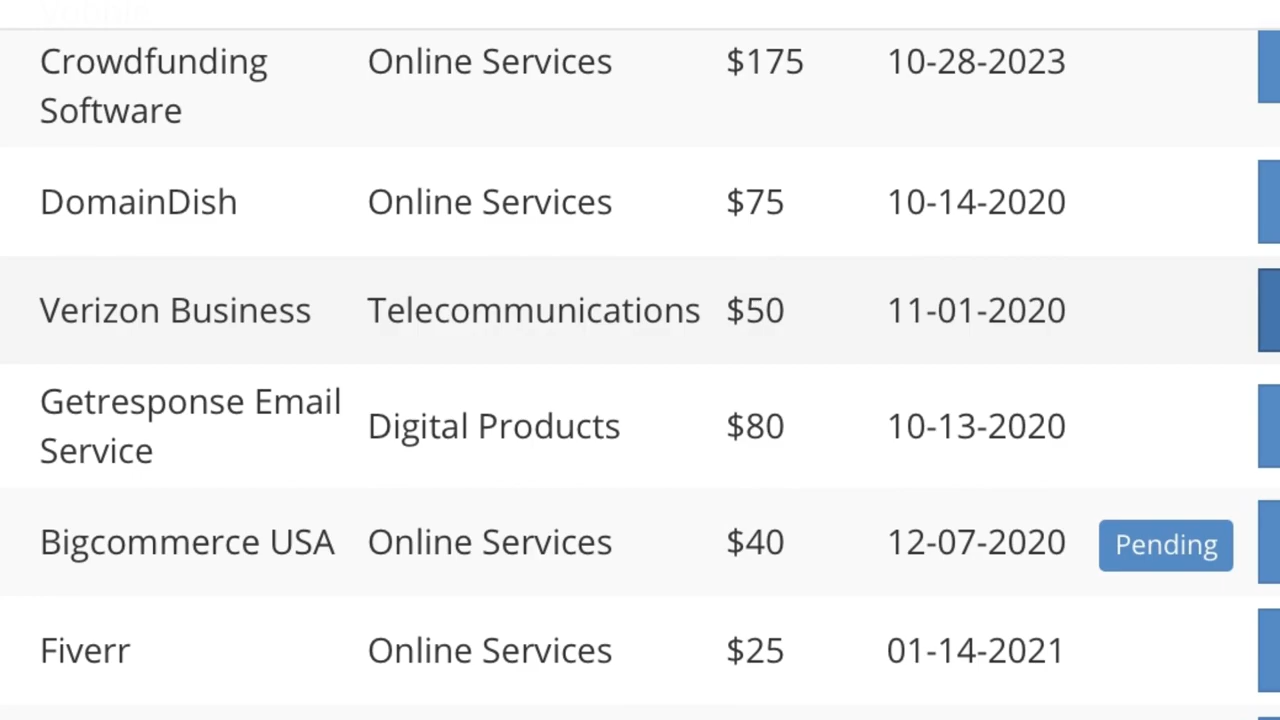 Crowdfunding Software Online Services $175 10-28-2023
DomainDish Online Services $75 10-14-2020
Verizon Business Telecommunications $50 11-01-2020
Getresponse Email Service Digital Products $80 10-13-2020
Bigcommerce USA Online Services $40 12-07-2020 Pending
Fiverr Online Services $25 01-14-2021